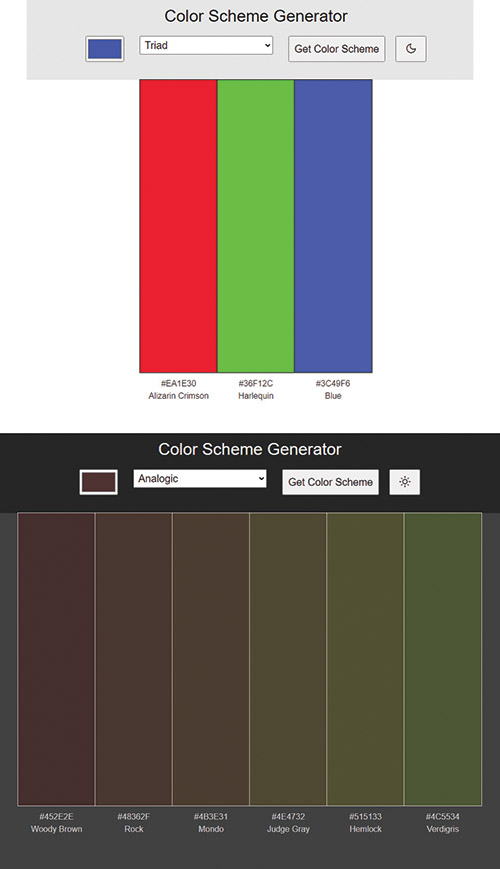 Color Scheme Generator
Triad Get Color Scheme
#EA1E30 #36F12C #3C49F6
Alizarin Crimson Harlequin Blue
Color Scheme Generator
Analogic Get Color Scheme
#452E2E #48362F #4B3E31 #4E4732 #515133 #4C5534
Woody Brown Rock Mondo Judge Gray Hemlock Verdigris